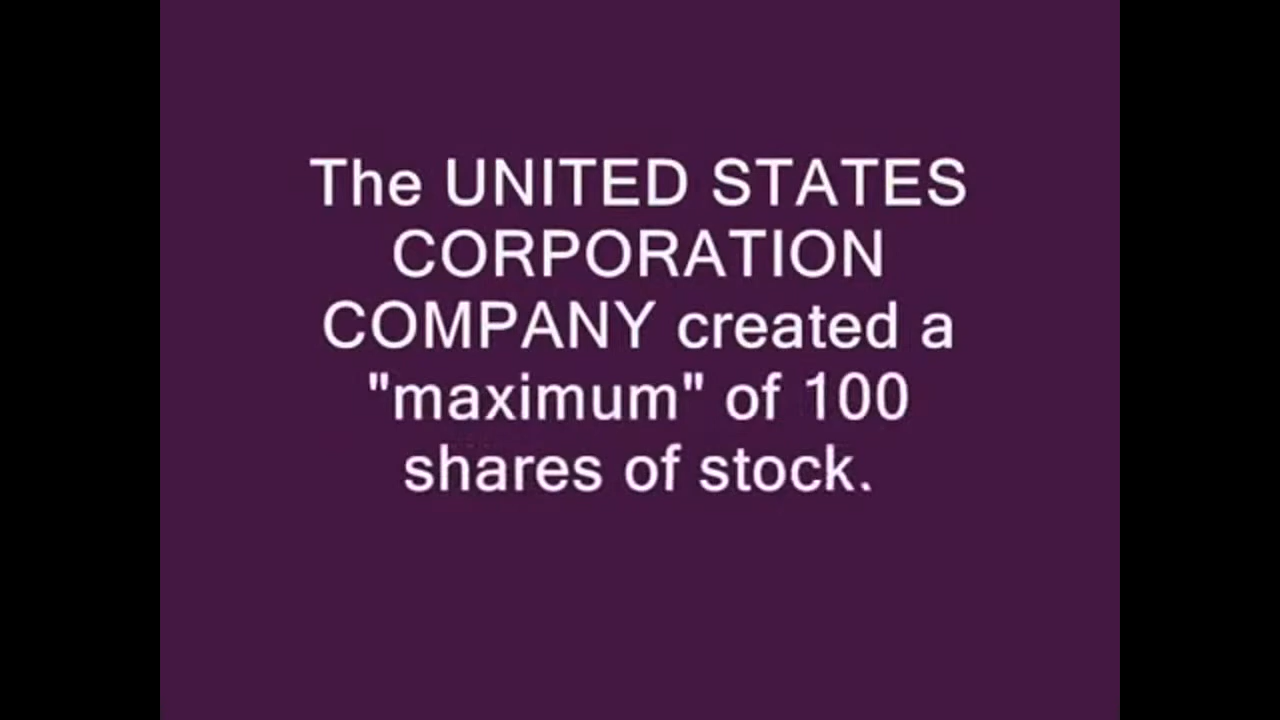 The UNITED STATES
CORPORATION
COMPANY created a
"maximum" of 100
shares of stock.